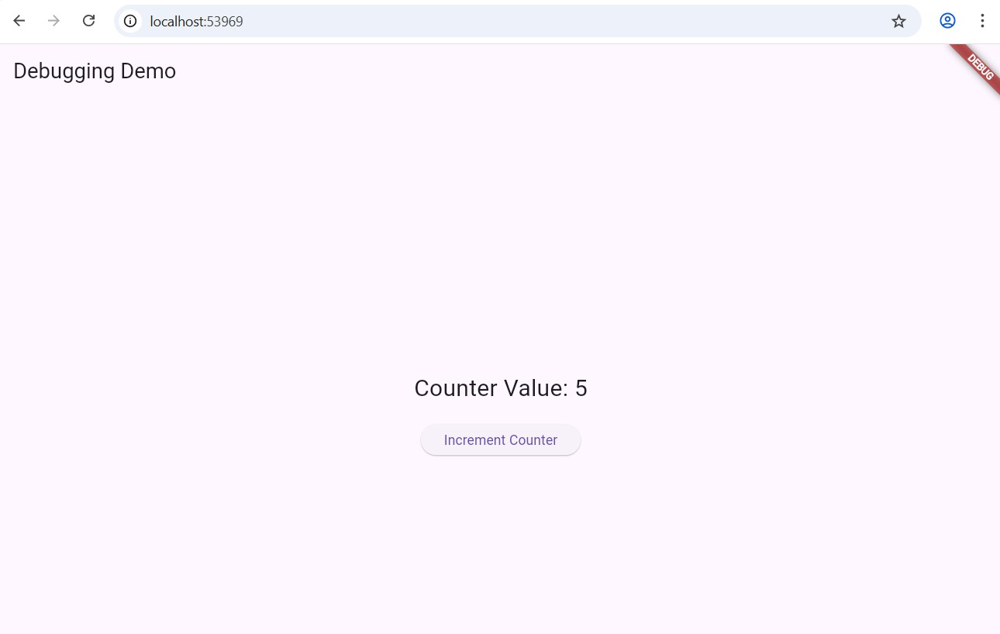 localhost:53969
Debugging Demo
DEBUG
Counter Value: 5
Increment Counter